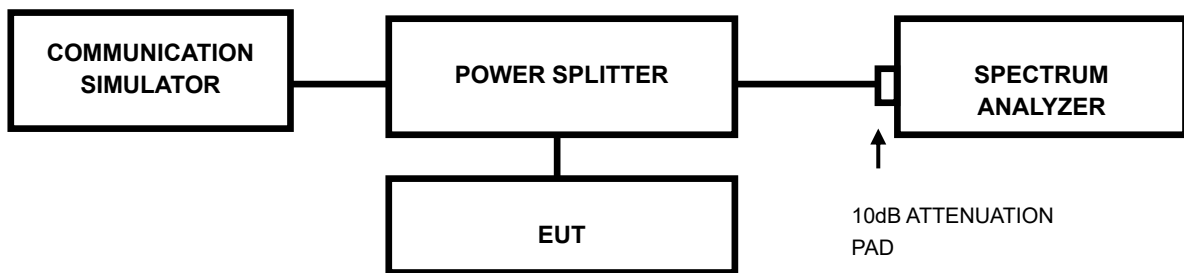 COMMUNICATION
SIMULATOR
POWER SPLITTER
SPECTRUM
ANALYZER
EUT
10dB ATTENUATION
PAD